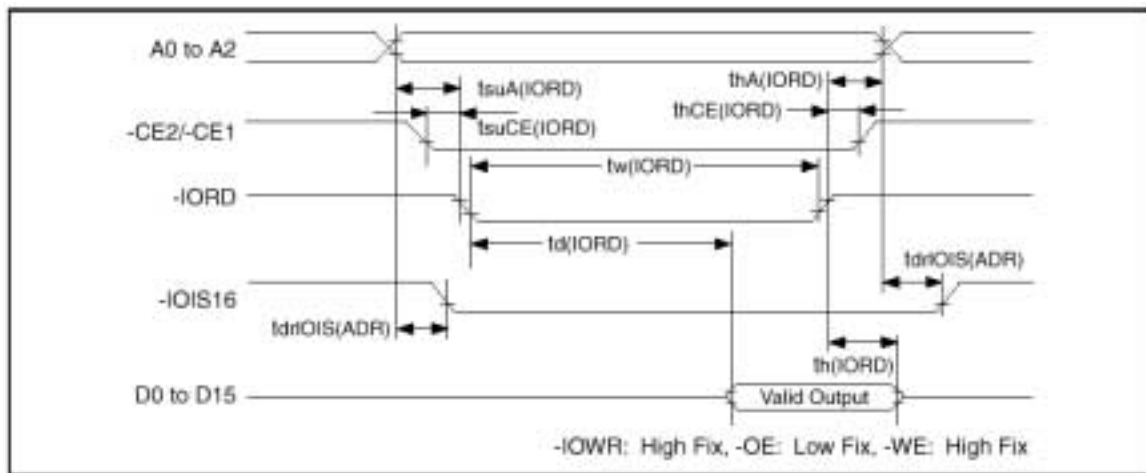 A0 to A2
tsuA(IORD)
thA(IORD)
thCE(IORD)
-CE2/-CE1
tsuCE(IORD)
tw(IORD)
-IORD
td(IORD)
tdrIOIS(ADR)
-IOIS16
tdrIOIS(ADR)
th(IORD)
D0 to D15
Valid Output
-IOWR: High Fix, -OE: Low Fix, -WE: High Fix